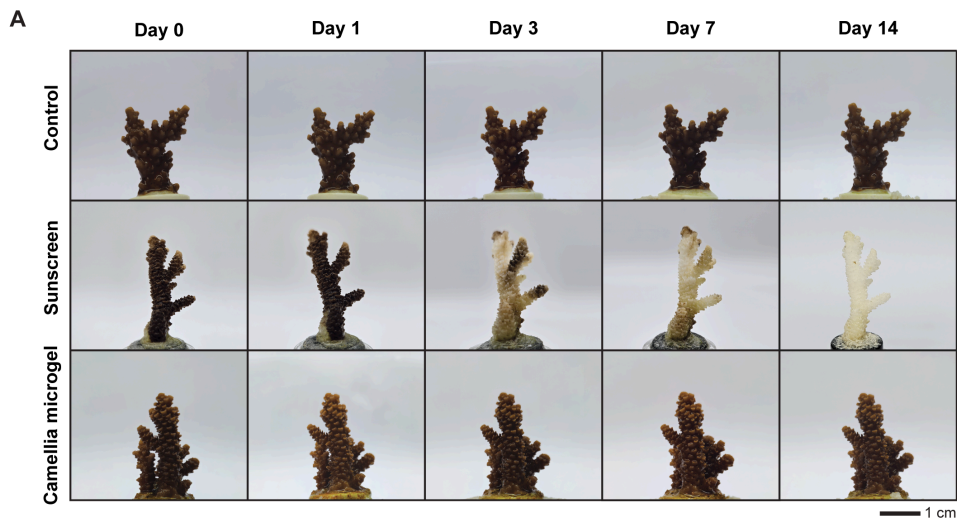 A
Day 0 Day 1 Day 3 Day 7 Day 14
Control
Sunscreen
Camellia microgel
1 cm